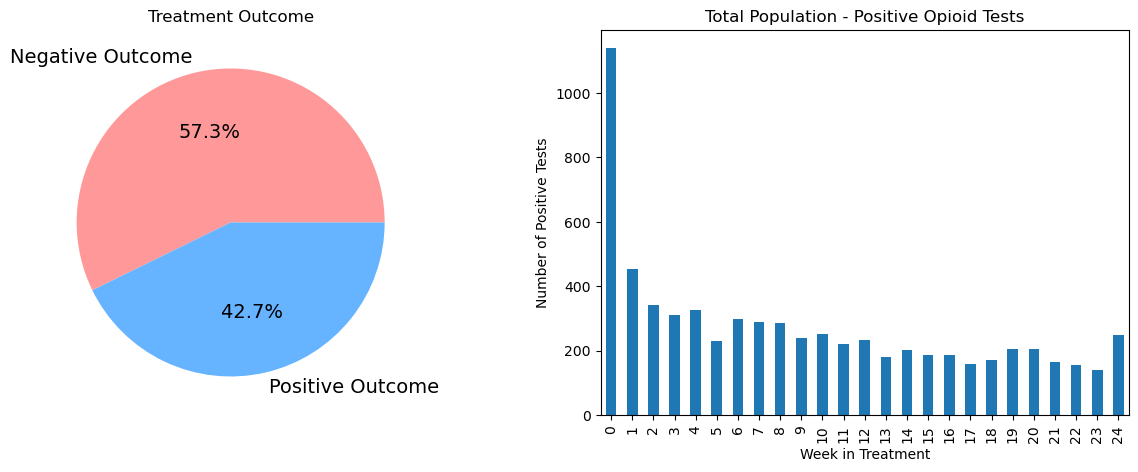 Treatment Outcome
Negative Outcome
57.3%
42.7%
Positive Outcome
Total Population - Positive Opioid Tests
Number of Positive Tests
1000
800
600
400
200
0
0 1 2 3 4 5 6 7 8 9 10 11 12 13 14 15 16 17 18 19 20 21 22 23 24
Week in Treatment